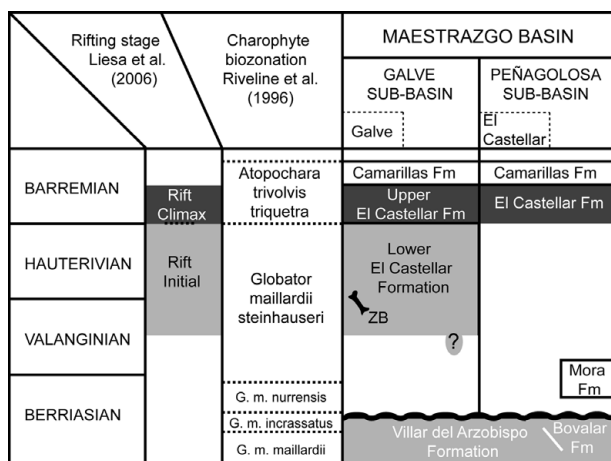 Rifting stage
Liesa et al.
(2006)
Charophyte
biozonation
Riveline et al.
(1996)
MAESTRAZGO BASIN
GALVE
SUB-BASIN
PEÑAGOLOSA
SUB-BASIN
Galve
El
Castellar
BARREMIAN
Rift
Climax
Atopochara
trivolvis
triquetra
Camarillas Fm
Camarillas Fm
Upper
El Castellar Fm
El Castellar Fm
HAUTERIVIAN
Rift
Initial
Globator
maillardii
steinhauseri
Lower
El Castellar
Formation
ZB
VALANGINIAN
?
Mora
Fm
BERRIASIAN
G. m. nurrensis
G. m. incrassatus
G. m. maillardii
Villar del Arzobispo
Formation
Bovalar
Fm